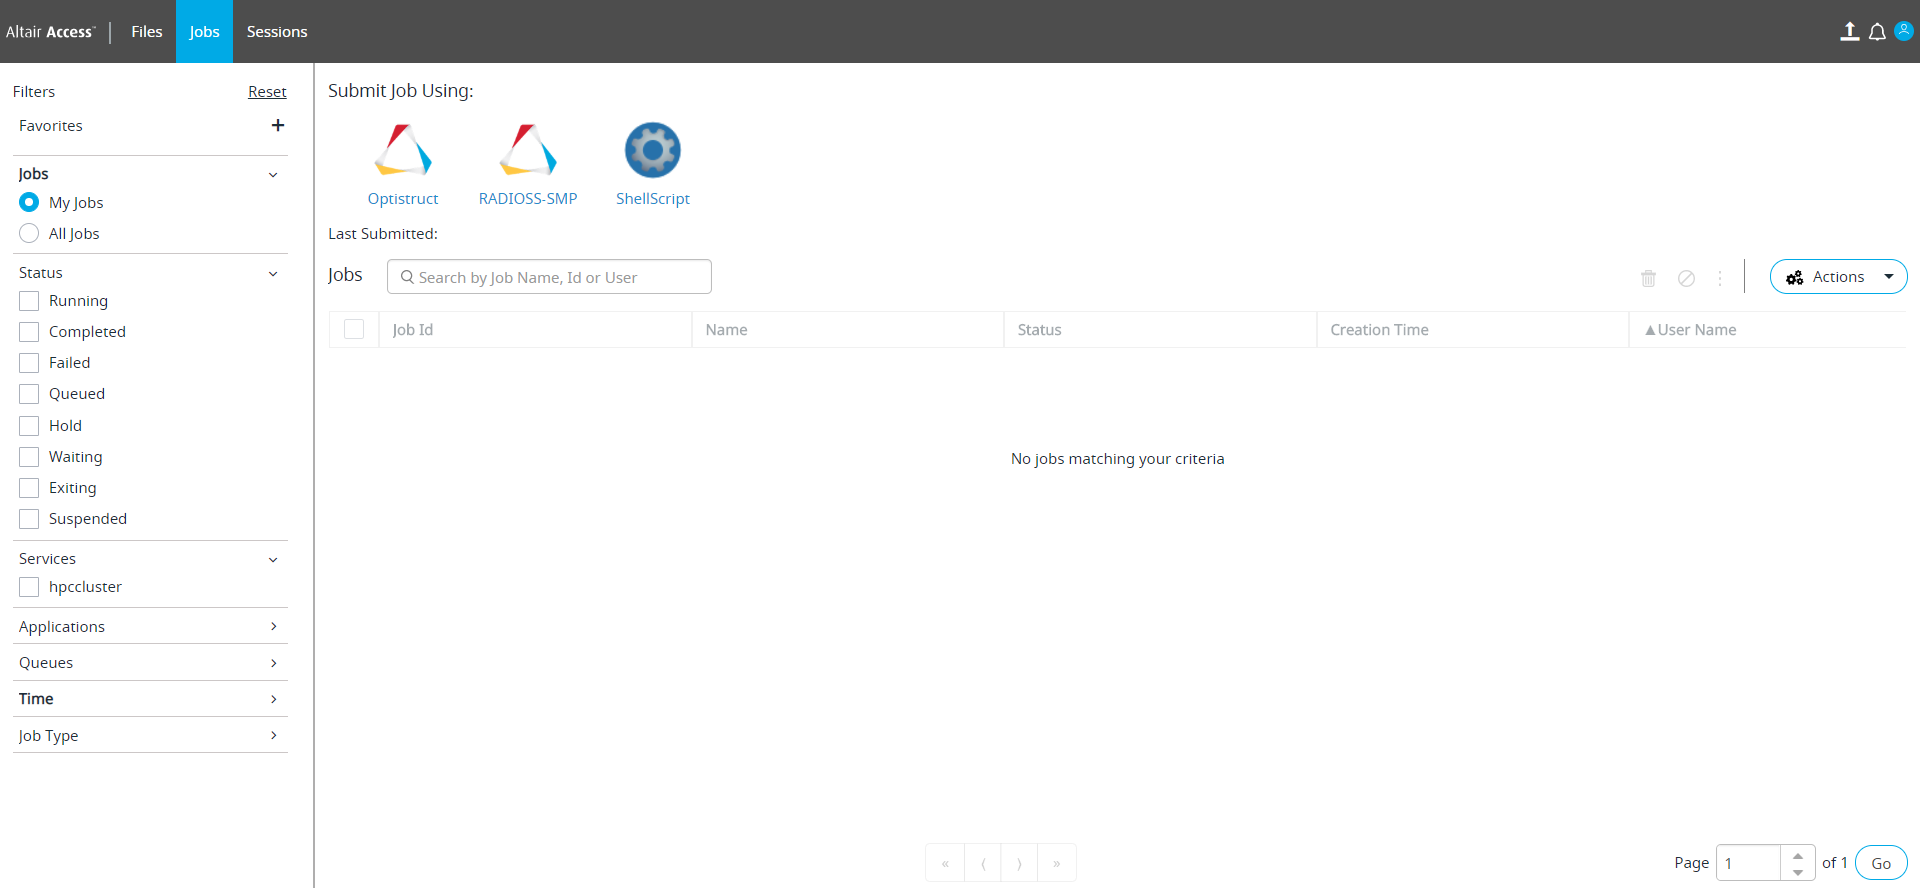 Altair Access™ Files Jobs Sessions
Filters Reset
Favorites
Jobs
My Jobs
All Jobs
Status
Running
Completed
Failed
Queued
Hold
Waiting
Exiting
Suspended
Services
hpccluster
Applications
Queues
Time
Job Type
Submit Job Using:
Optistruct RADIOSS-SMP ShellScript
Last Submitted:
Jobs Search by Job Name, Id or User Actions
Job Id Name Status Creation Time ▲User Name
No jobs matching your criteria
« ⟨ ⟩ » Page 1 of 1 Go